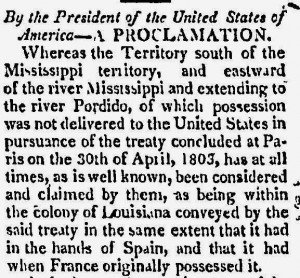 By the President of the United States of
America—A PROCLAMATION.
Whereas the Territory south of the
Mississippi territory, and eastward
of the river Mississippi and extending to
the river Pordido, of which possession
was not delivered to the United States in
pursuance of the treaty concluded at Pa-
ris on the 30th of April, 1803, has at all
times, as is well known, been considered
and claimed by them, as being within
the colony of Louisiana conveyed by the
said treaty in the same extent that it had
in the hands of Spain, and that it had
when France originally possessed it.